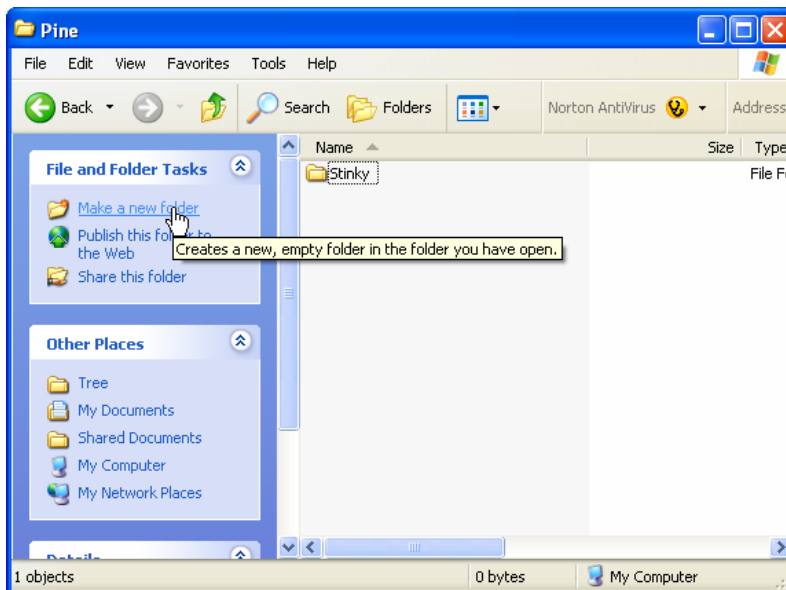 Pine
File Edit View Favorites Tools Help
Back Search Folders Norton AntiVirus Address
File and Folder Tasks
Make a new folder
Publish this folder to
the Web
Share this folder
Creates a new, empty folder in the folder you have open.
Other Places
Tree
My Documents
Shared Documents
My Computer
My Network Places
Details
Name Size Type
Stinky File F
1 objects 0 bytes My Computer